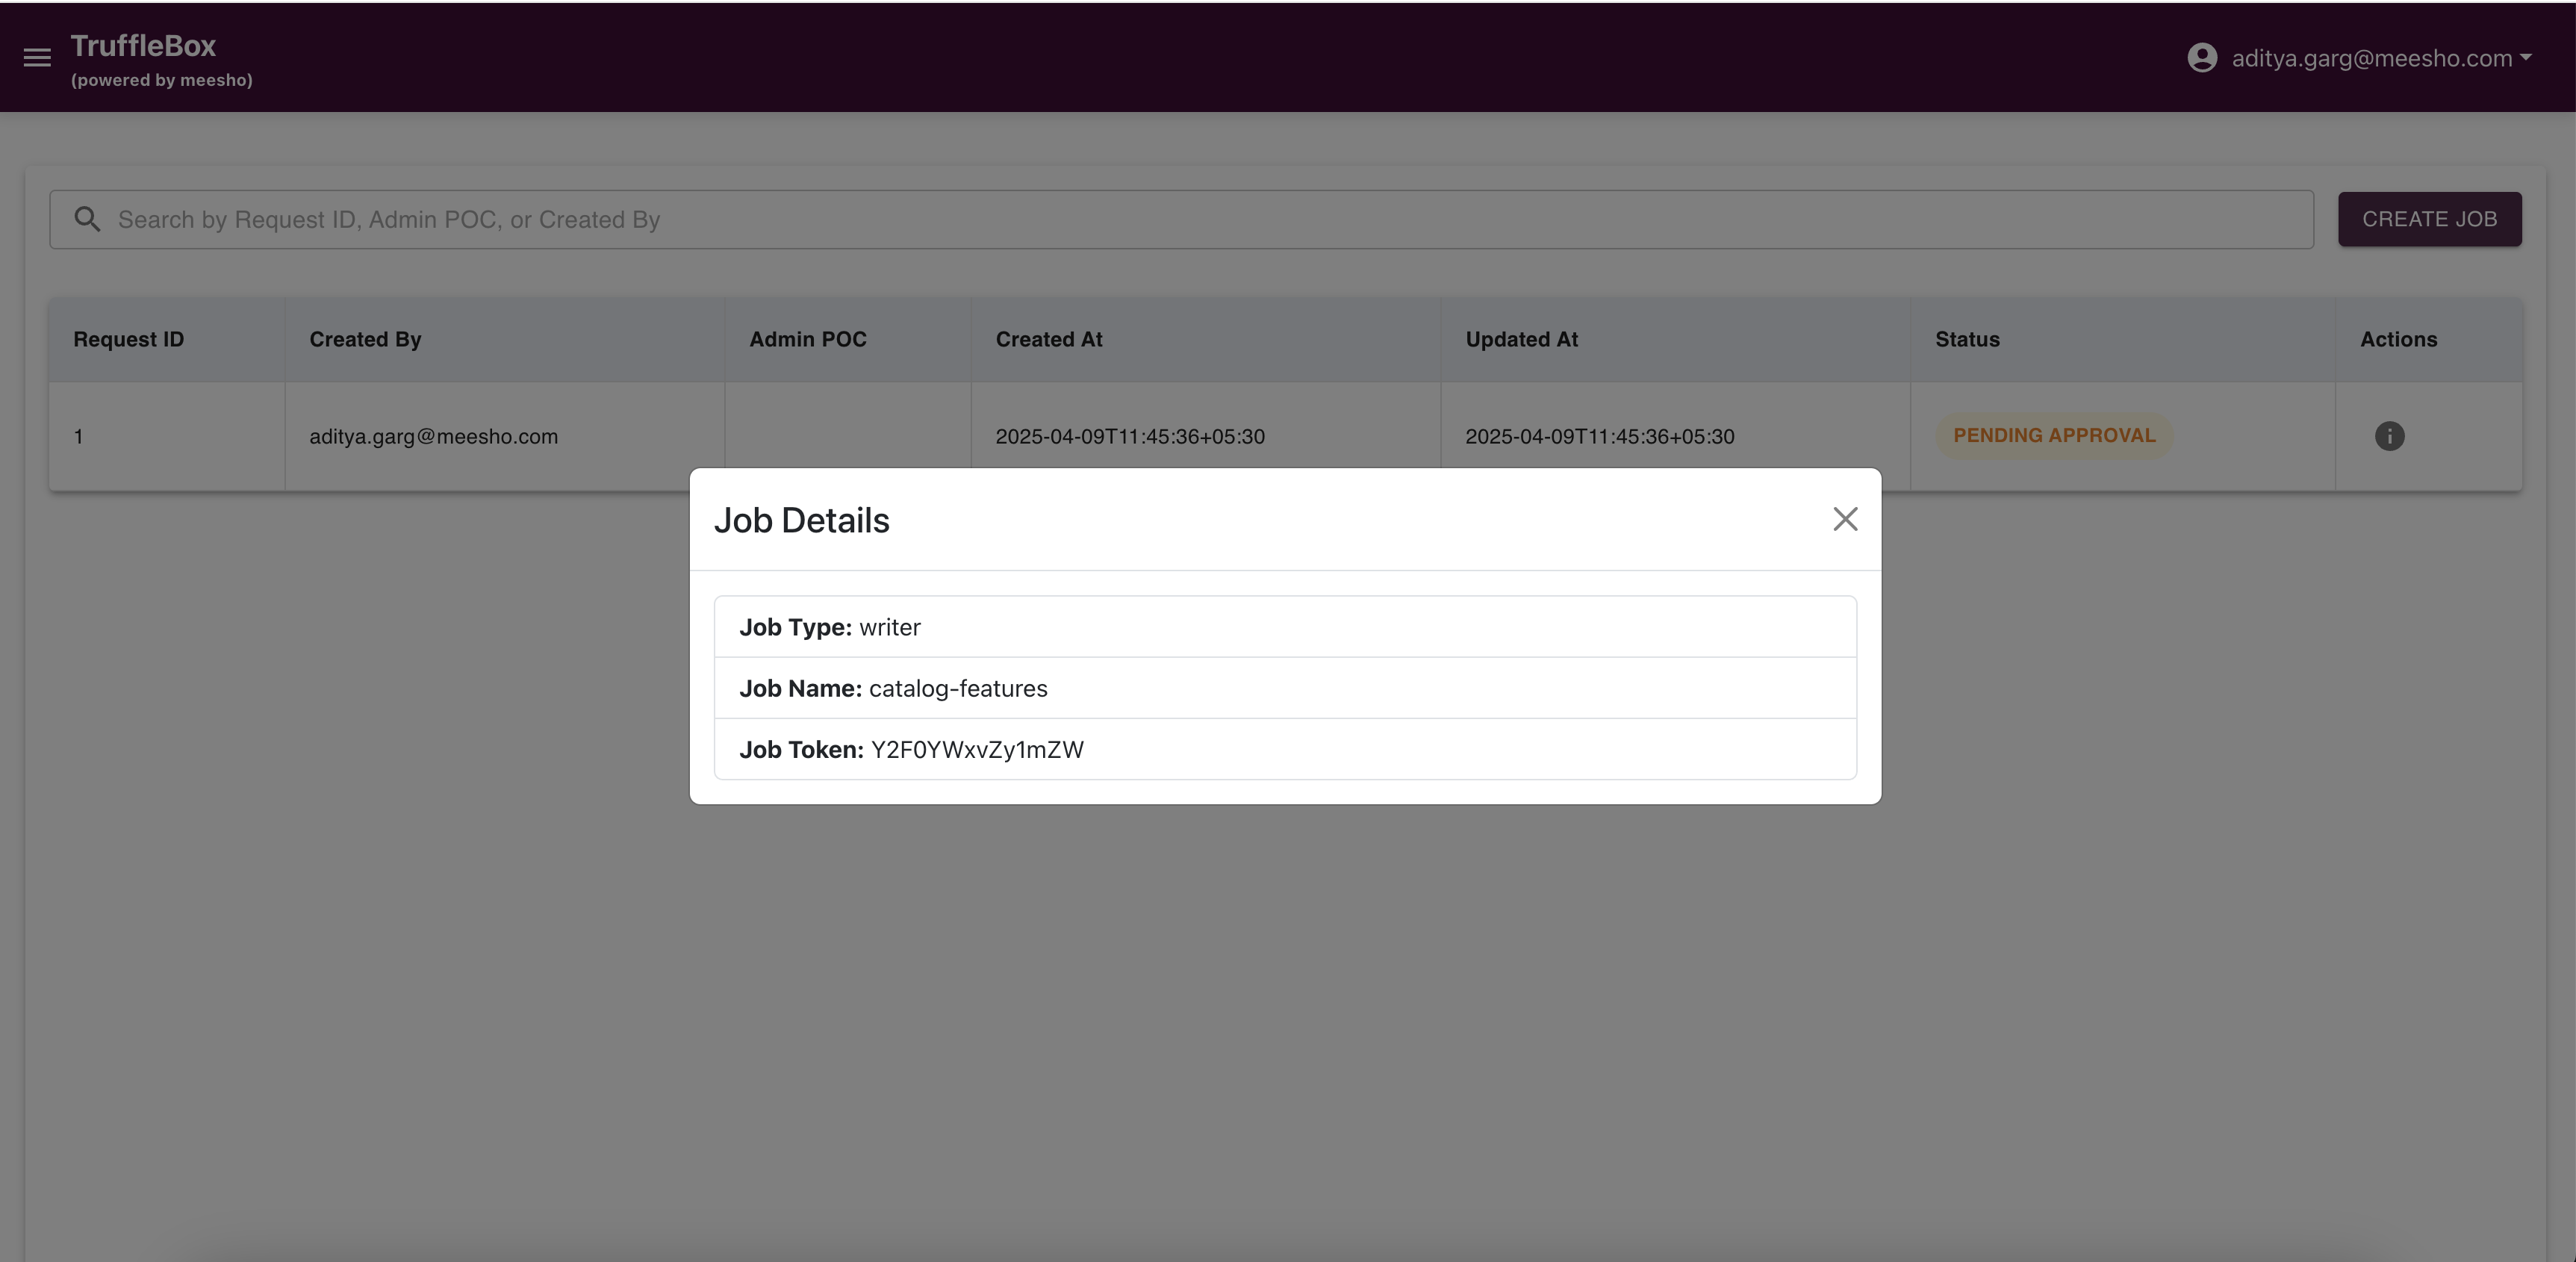 TruffleBox
(powered by meesho)
aditya.garg@meesho.com
Search by Request ID, Admin POC, or Created By
CREATE JOB
Request ID Created By Admin POC Created At Updated At Status Actions
1 aditya.garg@meesho.com 2025-04-09T11:45:36+05:30 2025-04-09T11:45:36+05:30 PENDING APPROVAL
Job Details
Job Type: writer
Job Name: catalog-features
Job Token: Y2F0YWxvZy1mZW